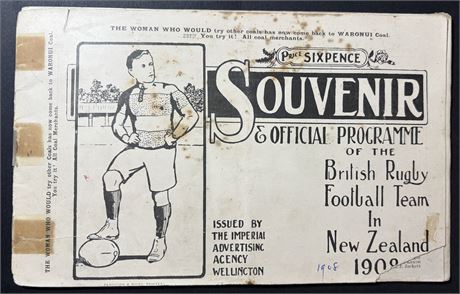 THE WOMAN WHO WOULD try other coals has now come back to WARONUI Coal.
You try it! All coal merchants.
THE WOMAN WHO WOULD try other Coals has now come back to WARONUI Coal.
You try it! All Coal Merchants.
PRICE SIXPENCE
SOUVENIR
& OFFICIAL PROGRAMME
OF THE
British Rugby
Football Team
In
New Zealand
1908
1908
ISSUED BY
THE IMPERIAL
ADVERTISING
AGENCY
WELLINGTON